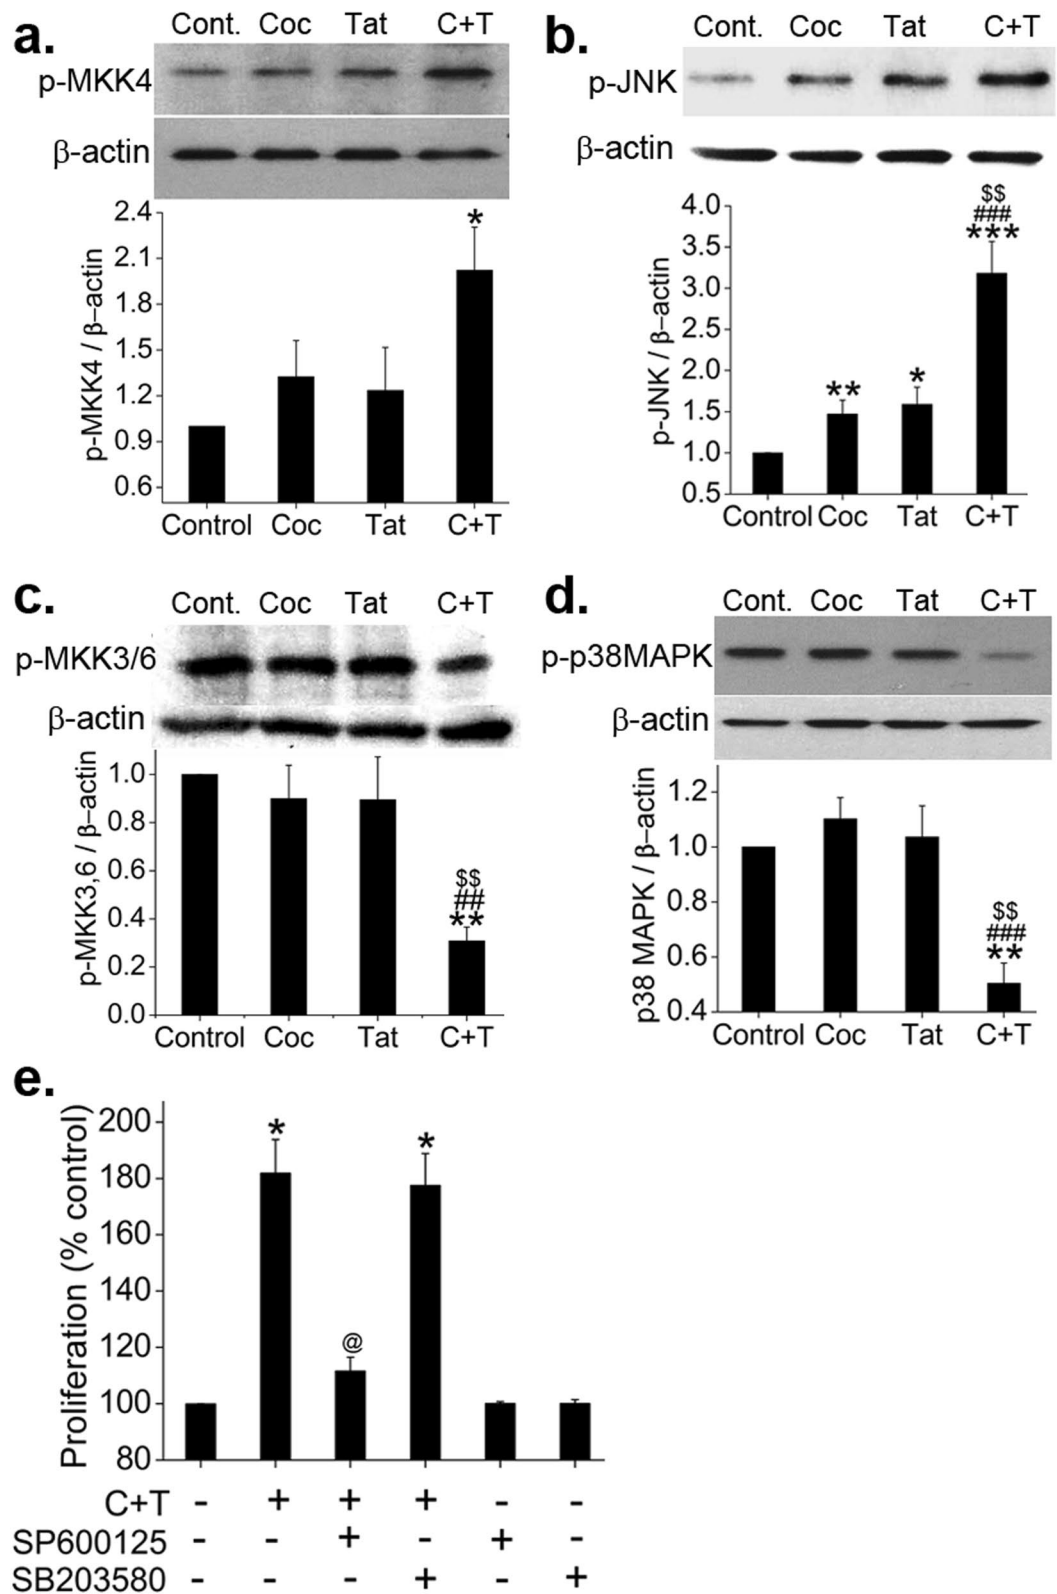 a.
Cont. Coc Tat C+T
p-MKK4
β-actin
p-MKK4 / β–actin
2.4
2.1
1.8
1.5
1.2
0.9
0.6
*
Control Coc Tat C+T
b.
Cont. Coc Tat C+T
p-JNK
β-actin
p-JNK / β–actin
4.0
3.5
3.0
2.5
2.0
1.5
1.0
0.5
**
*
$$
###
***
Control Coc Tat C+T
c.
Cont. Coc Tat C+T
p-MKK3/6
β-actin
p-MKK3,6 / β–actin
1.0
0.8
0.6
0.4
0.2
0.0
$$
##
**
Control Coc Tat C+T
d.
Cont. Coc Tat C+T
p-p38MAPK
β-actin
p38 MAPK / β–actin
1.2
1.0
0.8
0.6
0.4
$$
###
**
Control Coc Tat C+T
e.
Proliferation (% control)
200
180
160
140
120
100
80
*
@
*
C+T - + + + - -
SP600125 - - + - + -
SB203580 - - - + - +